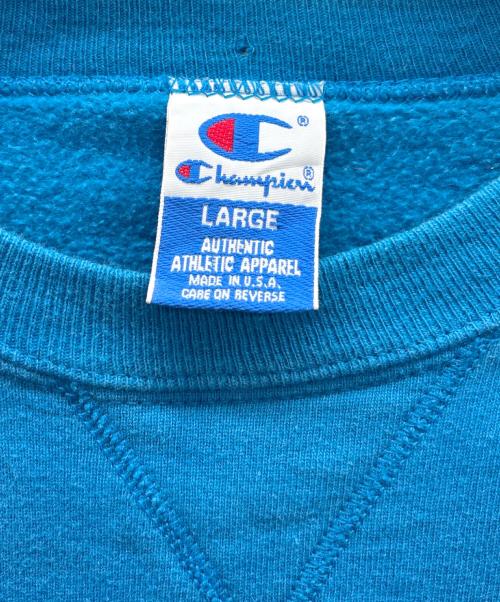 ®
Champion®
LARGE
AUTHENTIC
ATHLETIC APPAREL
MADE IN U.S.A.
CARE ON REVERSE